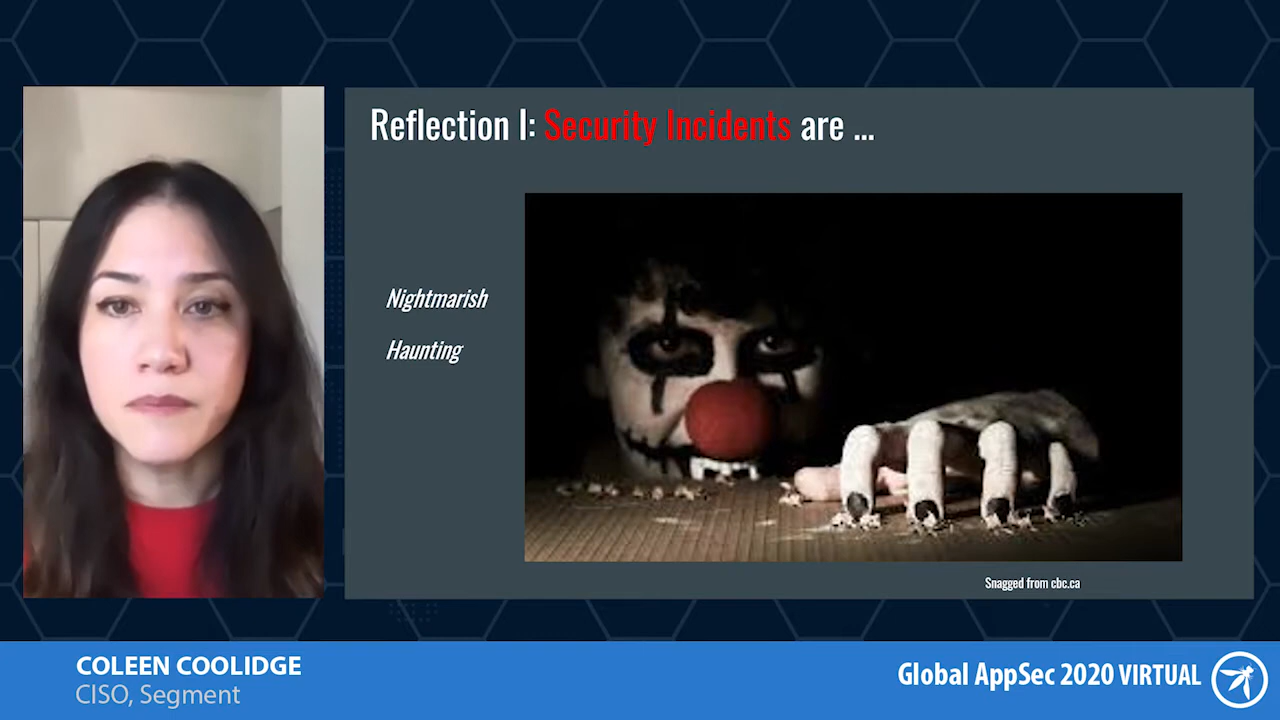 Reflection I: Security Incidents are ...
Nightmarish
Haunting
Snagged from cbc.ca
COLEEN COOLIDGE
CISO, Segment
Global AppSec 2020 VIRTUAL